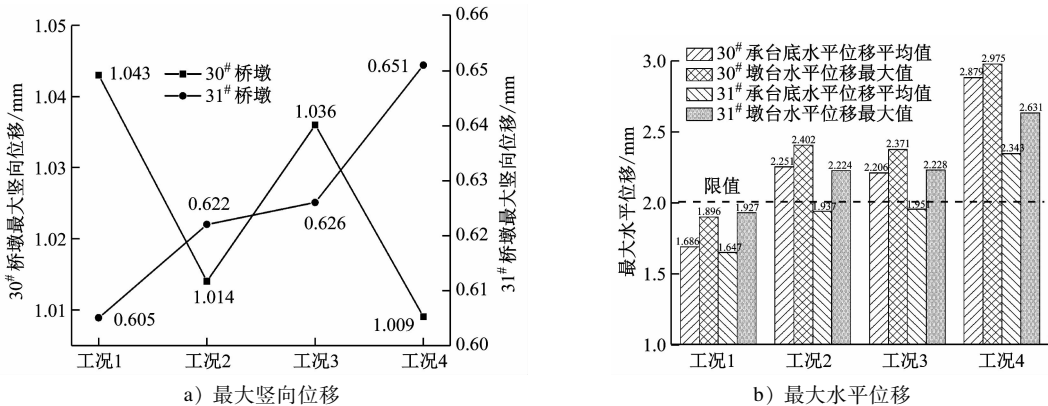 1.05
1.04
1.03
1.02
1.01
30# 桥墩最大竖向位移/mm
0.66
0.65
0.64
0.63
0.62
0.61
0.60
31# 桥墩最大竖向位移/mm
30# 桥墩
31# 桥墩
1.043
1.014
1.036
1.009
0.605
0.622
0.626
0.651
工况1 工况2 工况3 工况4
a）最大竖向位移
3.0
2.5
2.0
1.5
1.0
最大水平位移/mm
30# 承台底水平位移平均值
30# 墩台水平位移最大值
31# 承台底水平位移平均值
31# 墩台水平位移最大值
限值
1.686 1.896 1.647 1.927
2.251 2.402 1.937 2.224
2.206 2.371 2.228
2.879 2.975 2.343 2.631
工况1 工况2 工况3 工况4
b）最大水平位移